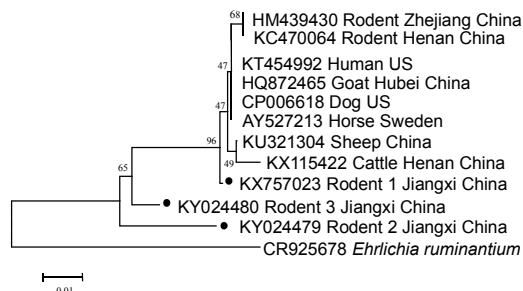 68
HM439430 Rodent Zhejiang China
KC470064 Rodent Henan China
47
KT454992 Human US
HQ872465 Goat Hubei China
47
CP006618 Dog US
AY527213 Horse Sweden
96
KU321304 Sheep China
49
KX115422 Cattle Henan China
65
KX757023 Rodent 1 Jiangxi China
KY024480 Rodent 3 Jiangxi China
KY024479 Rodent 2 Jiangxi China
CR925678 Ehrlichia ruminantium
0.01